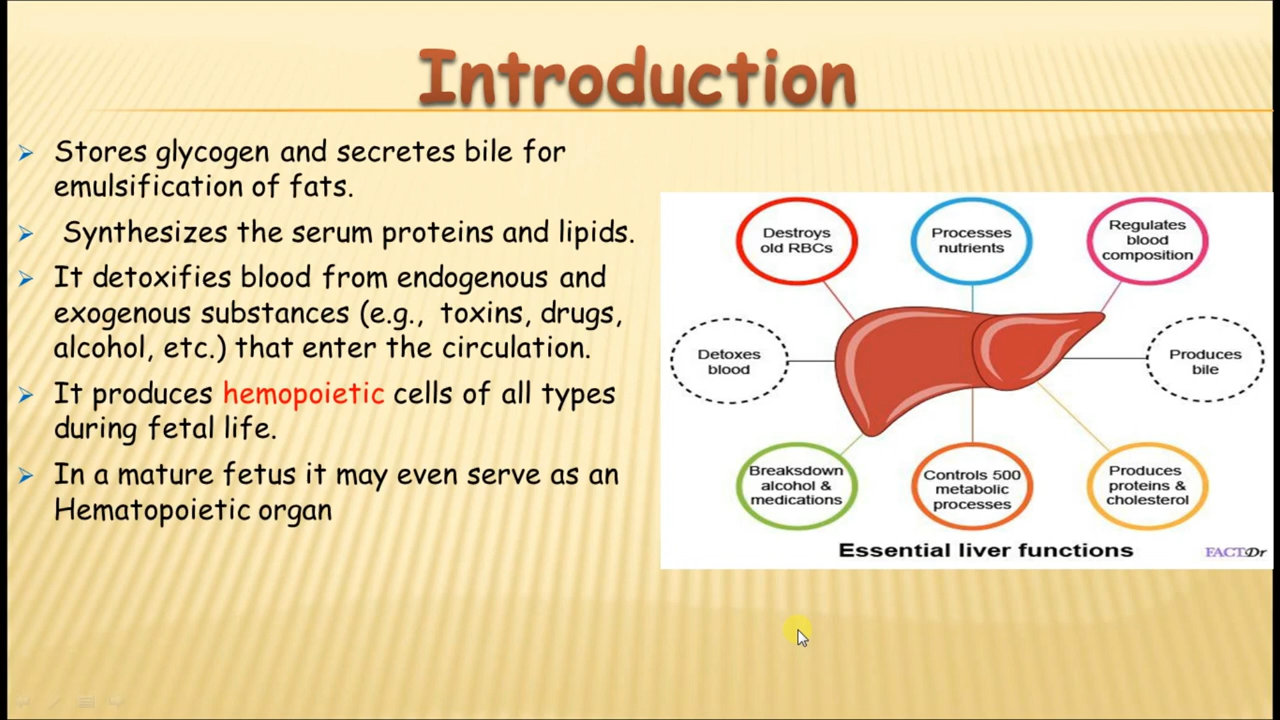 Introduction
Stores glycogen and secretes bile for
emulsification of fats.
Synthesizes the serum proteins and lipids.
It detoxifies blood from endogenous and
exogenous substances (e.g., toxins, drugs,
alcohol, etc.) that enter the circulation.
It produces hemopoietic cells of all types
during fetal life.
In a mature fetus it may even serve as an
Hematopoietic organ
Destroys
old RBCs
Processes
nutrients
Regulates
blood
composition
Detoxes
blood
Produces
bile
Breaksdown
alcohol &
medications
Controls 500
metabolic
processes
Produces
proteins &
cholesterol
Essential liver functions
FACTDr